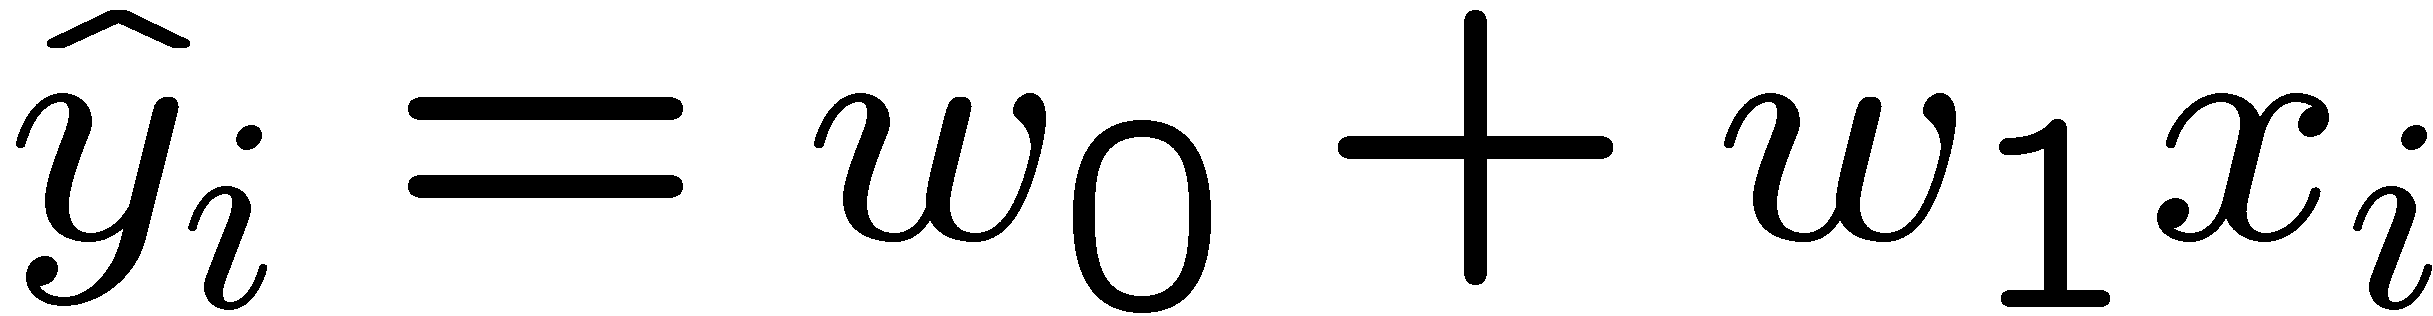 ŷᵢ = w₀ + w₁xᵢ